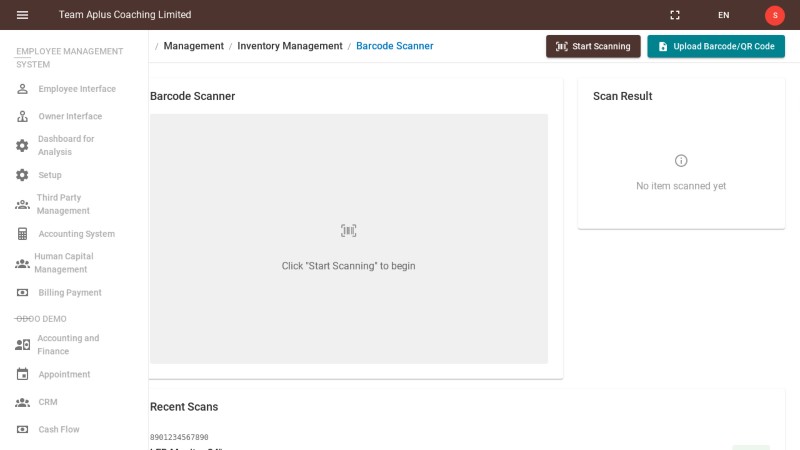 Team Aplus Coaching Limited
EN
S
EMPLOYEE MANAGEMENT
SYSTEM
Employee Interface
Owner Interface
Dashboard for
Analysis
Setup
Third Party
Management
Accounting System
Human Capital
Management
Billing Payment
ODOO DEMO
Accounting and
Finance
Appointment
CRM
Cash Flow
/ Management / Inventory Management / Barcode Scanner
Start Scanning
Upload Barcode/QR Code
Barcode Scanner
Click "Start Scanning" to begin
Scan Result
No item scanned yet
Recent Scans
8901234567890